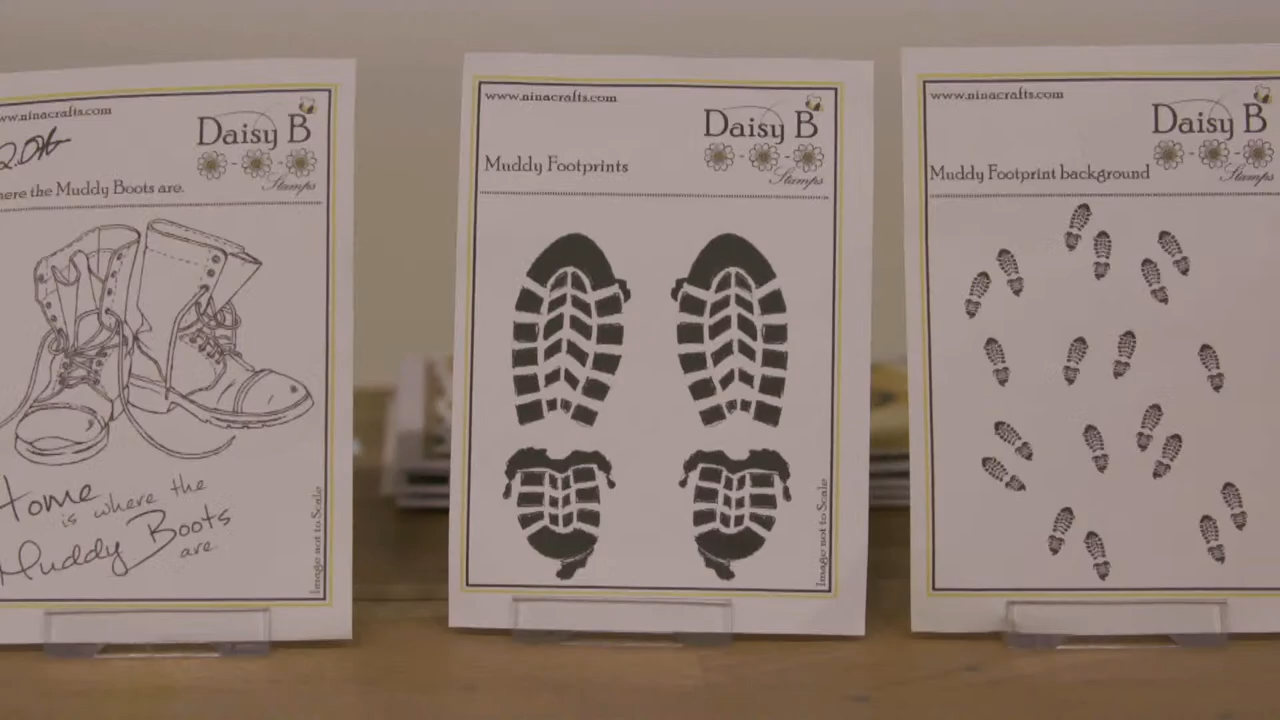 www.ninacrafts.com
Daisy B
Stamps
here the Muddy Boots are.
Home
is where the
Muddy Boots
are
Image not to Scale
www.ninacrafts.com
Daisy B
Stamps
Muddy Footprints
Image not to Scale
www.ninacrafts.com
Daisy B
Stamps
Muddy Footprint background